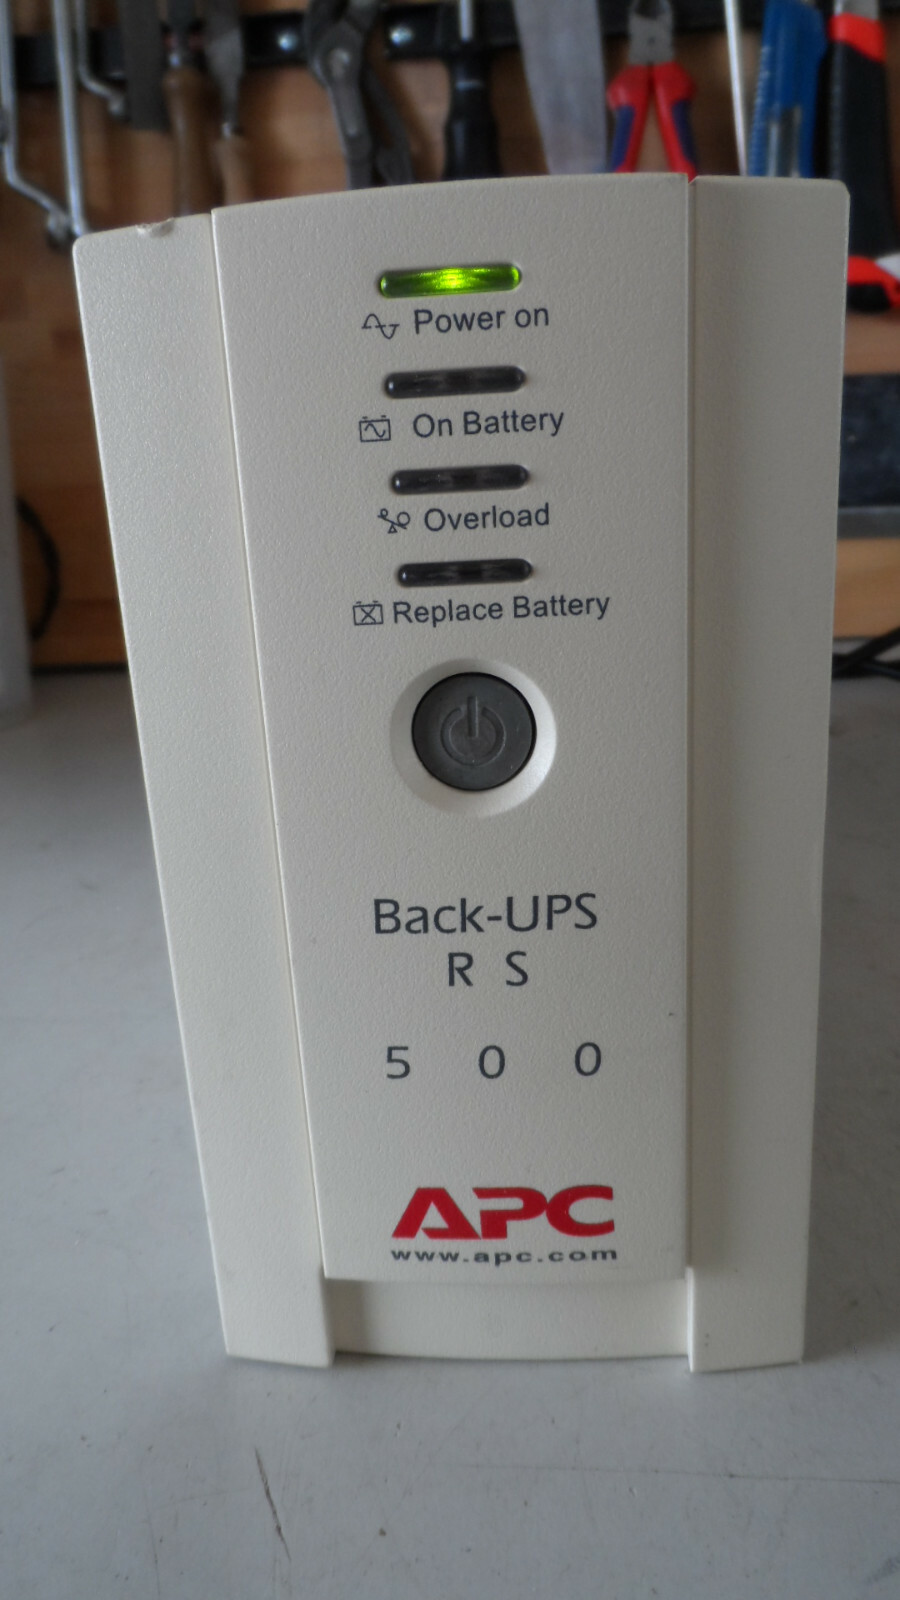 Power on
On Battery
Overload
Replace Battery
Back-UPS
R S
5 0 0
APC
www.apc.com